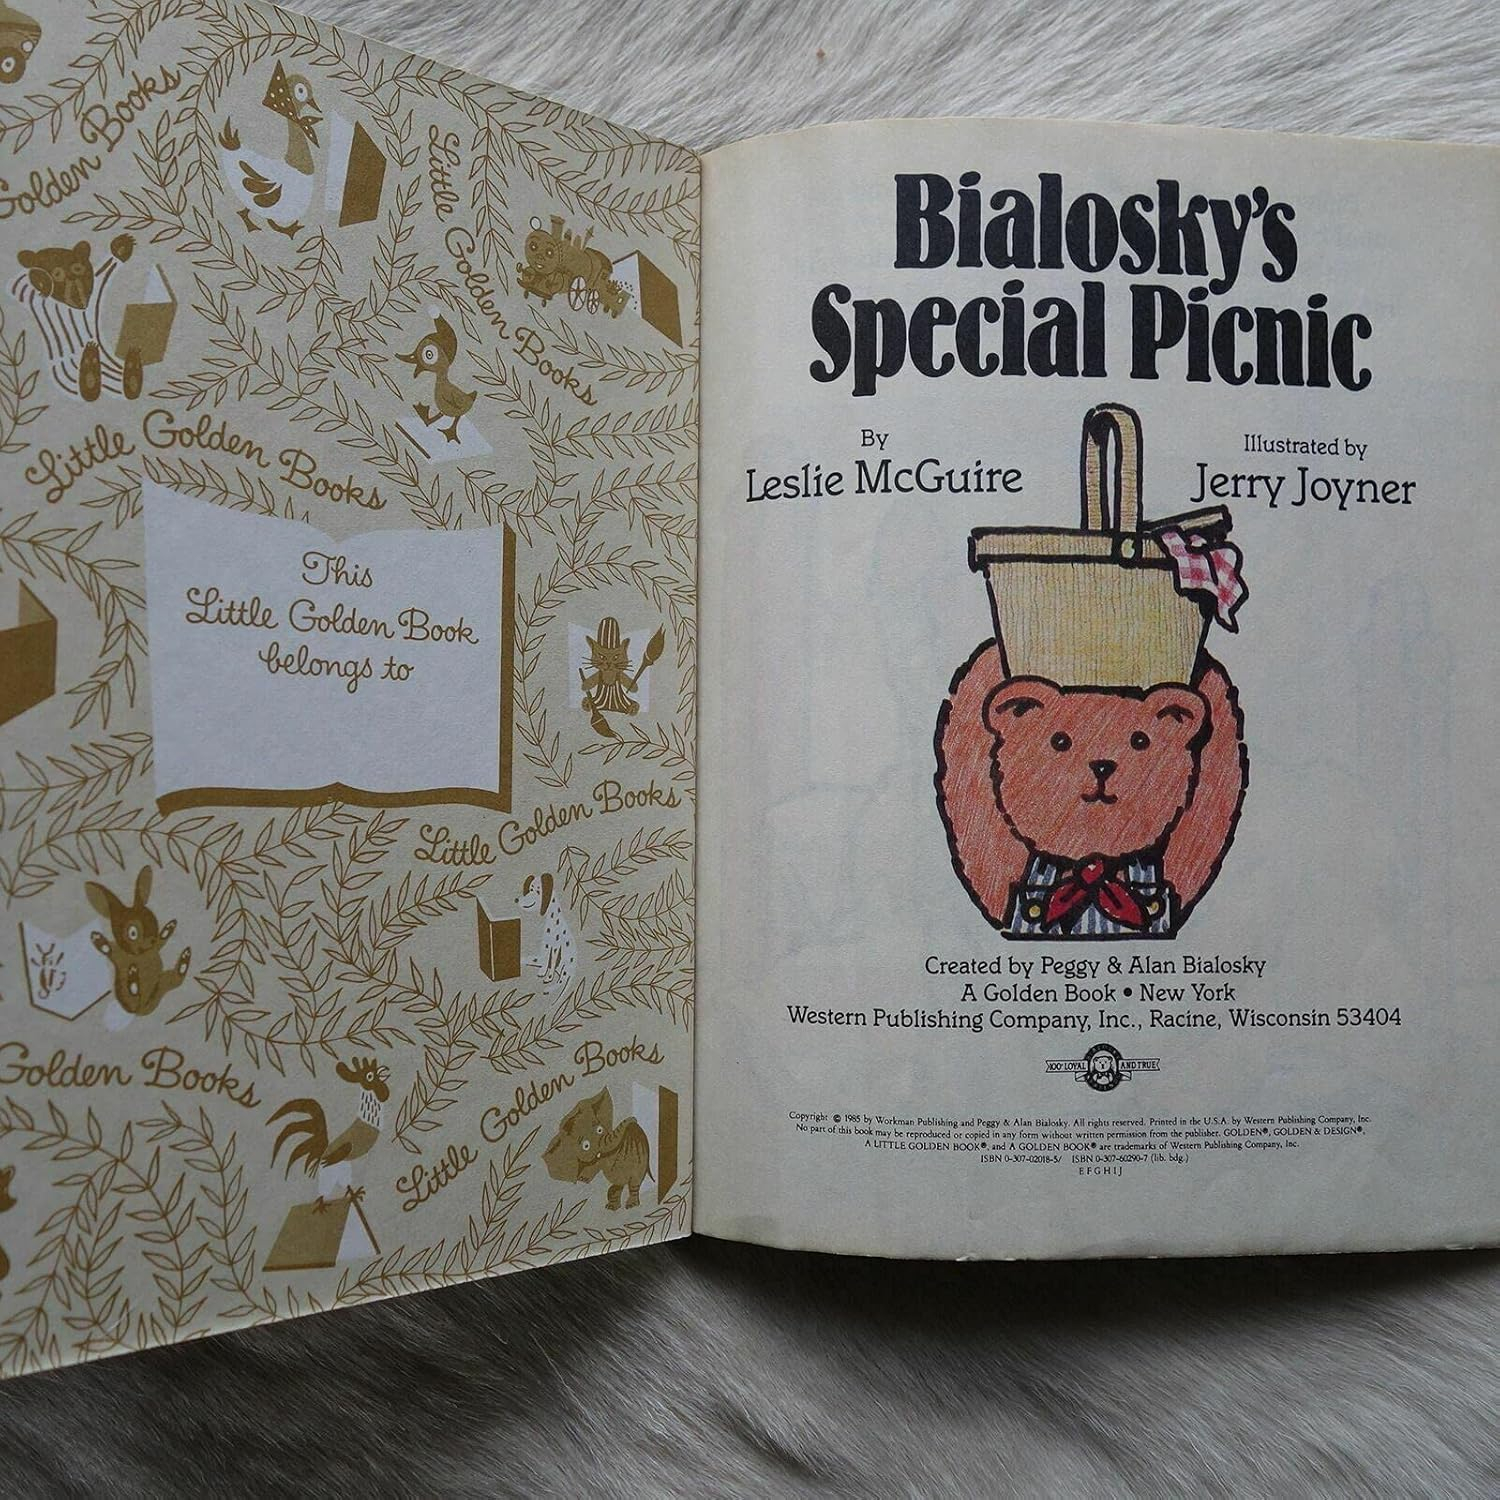 Golden Books
Little Golden Books
Little Golden Books
This
Little Golden Book
belongs to
Little Golden Books
Golden Books
Little Golden Books
Bialosky's
Special Picnic
By
Leslie McGuire
Illustrated by
Jerry Joyner
Created by Peggy & Alan Bialosky
A Golden Book • New York
Western Publishing Company, Inc., Racine, Wisconsin 53404
100% LOYAL AND TRUE
Copyright © 1985 by Workman Publishing and Peggy & Alan Bialosky. All rights reserved. Printed in the U.S.A. by Western Publishing Company, Inc.
No part of this book may be reproduced or copied in any form without written permission from the publisher. GOLDEN®, GOLDEN & DESIGN®,
A LITTLE GOLDEN BOOK®, and A GOLDEN BOOK® are trademarks of Western Publishing Company, Inc.
ISBN 0-307-02018-5/ ISBN 0-307-60290-7 (lib. bdg.)
E F G H I J